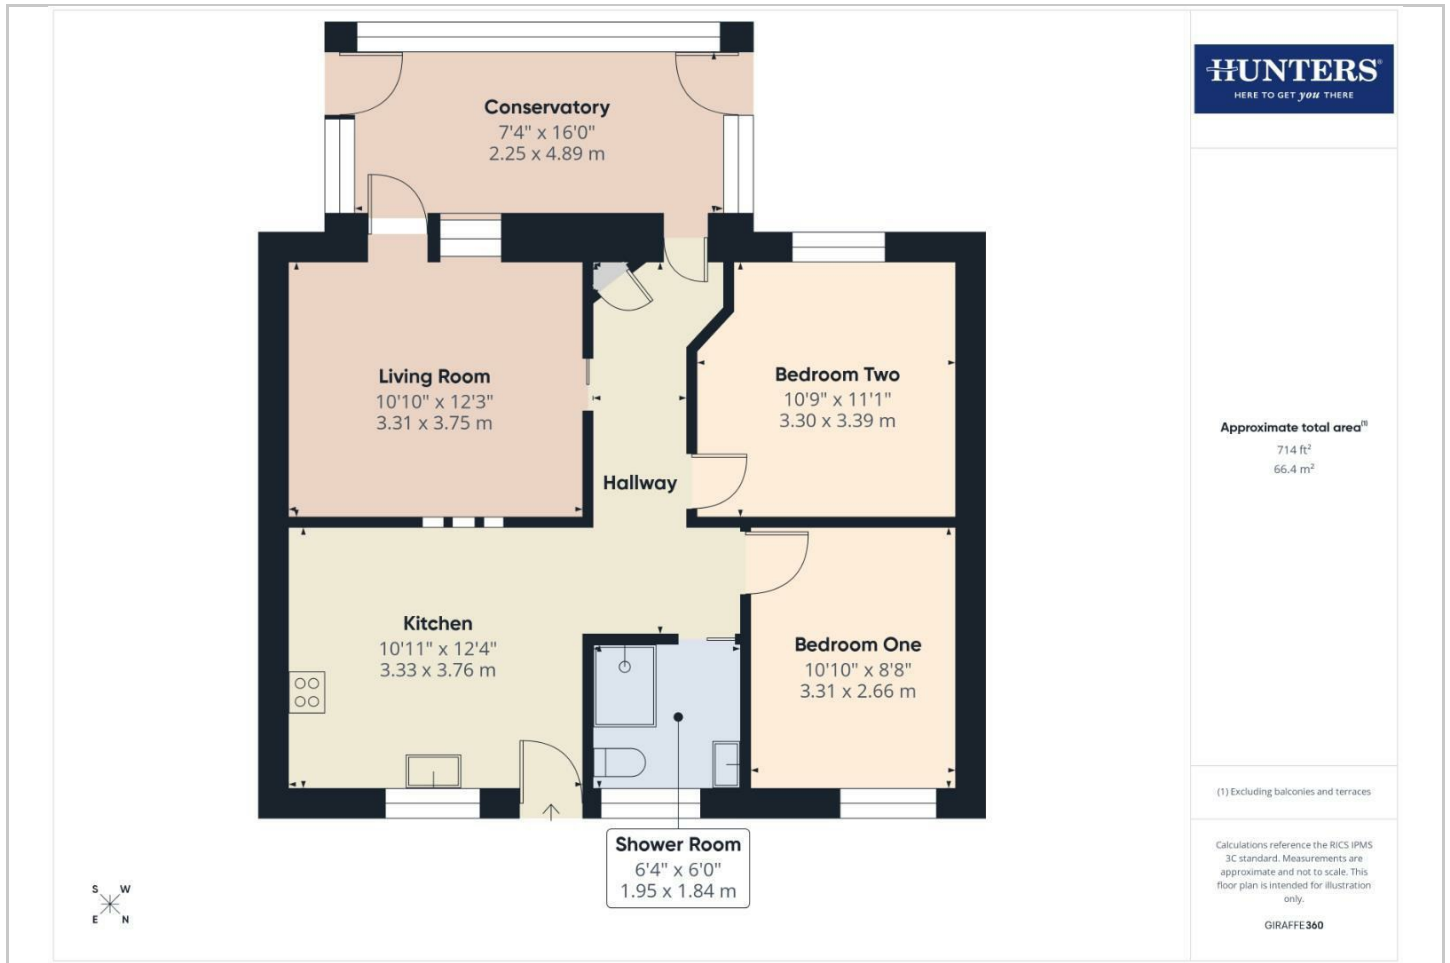 Conservatory
7'4" x 16'0"
2.25 x 4.89 m
Living Room
10'10" x 12'3"
3.31 x 3.75 m
Bedroom Two
10'9" x 11'1"
3.30 x 3.39 m
Hallway
Kitchen
10'11" x 12'4"
3.33 x 3.76 m
Bedroom One
10'10" x 8'8"
3.31 x 2.66 m
Shower Room
6'4" x 6'0"
1.95 x 1.84 m
S W
E N
HUNTERS®
HERE TO GET you THERE
Approximate total area(1)
714 ft²
66.4 m²
(1) Excluding balconies and terraces
Calculations reference the RICS IPMS
3C standard. Measurements are
approximate and not to scale. This
floor plan is intended for illustration
only.
GIRAFFE360